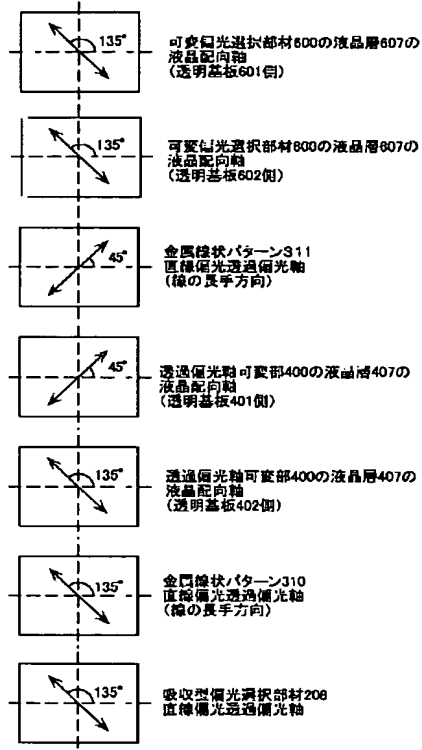 135°
可変偏光選択部材600の液晶層607の
液晶配向軸
(透明基板601側)
135°
可変偏光選択部材600の液晶層607の
液晶配向軸
(透明基板602側)
45°
金属線状パターン311
直線偏光透過偏光軸
(線の長手方向)
45°
透過偏光軸可変部400の液晶層407の
液晶配向軸
(透明基板401側)
135°
透過偏光軸可変部400の液晶層407の
液晶配向軸
(透明基板402側)
135°
金属線状パターン310
直線偏光透過偏光軸
(線の長手方向)
135°
吸収型偏光選択部材208
直線偏光透過偏光軸